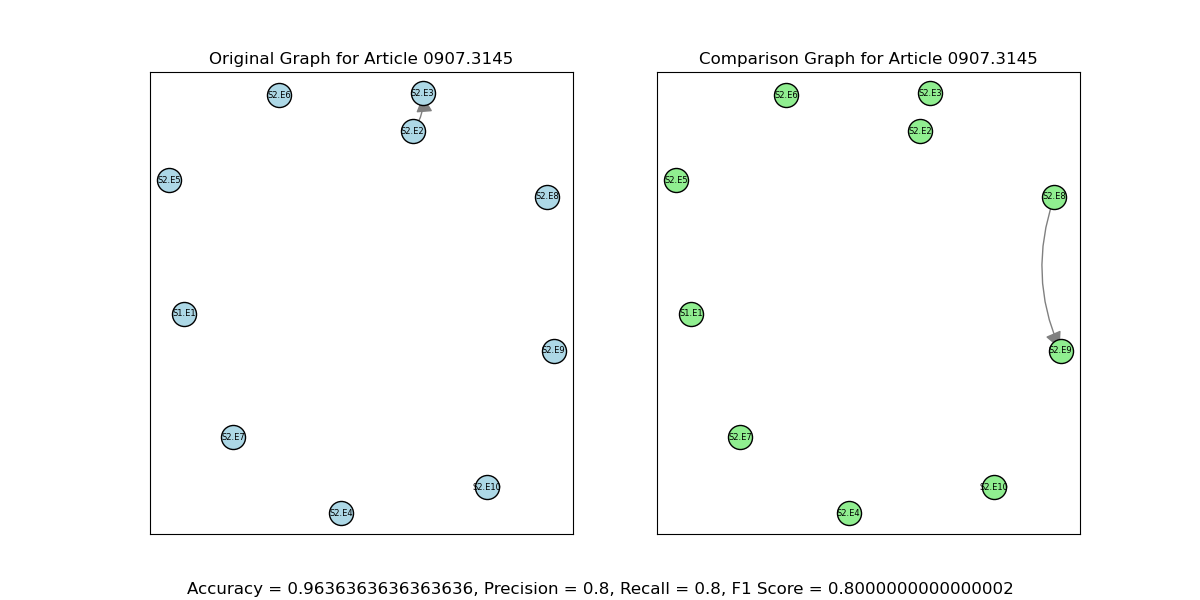 Original Graph for Article 0907.3145
Comparison Graph for Article 0907.3145
S2.E6
S2.E3
S2.E2
S2.E5
S2.E8
S1.E1
S2.E9
S2.E7
S2.E10
S2.E4
S2.E6
S2.E3
S2.E2
S2.E5
S2.E8
S1.E1
S2.E9
S2.E7
S2.E10
S2.E4
Accuracy = 0.9636363636363636, Precision = 0.8, Recall = 0.8, F1 Score = 0.8000000000000002